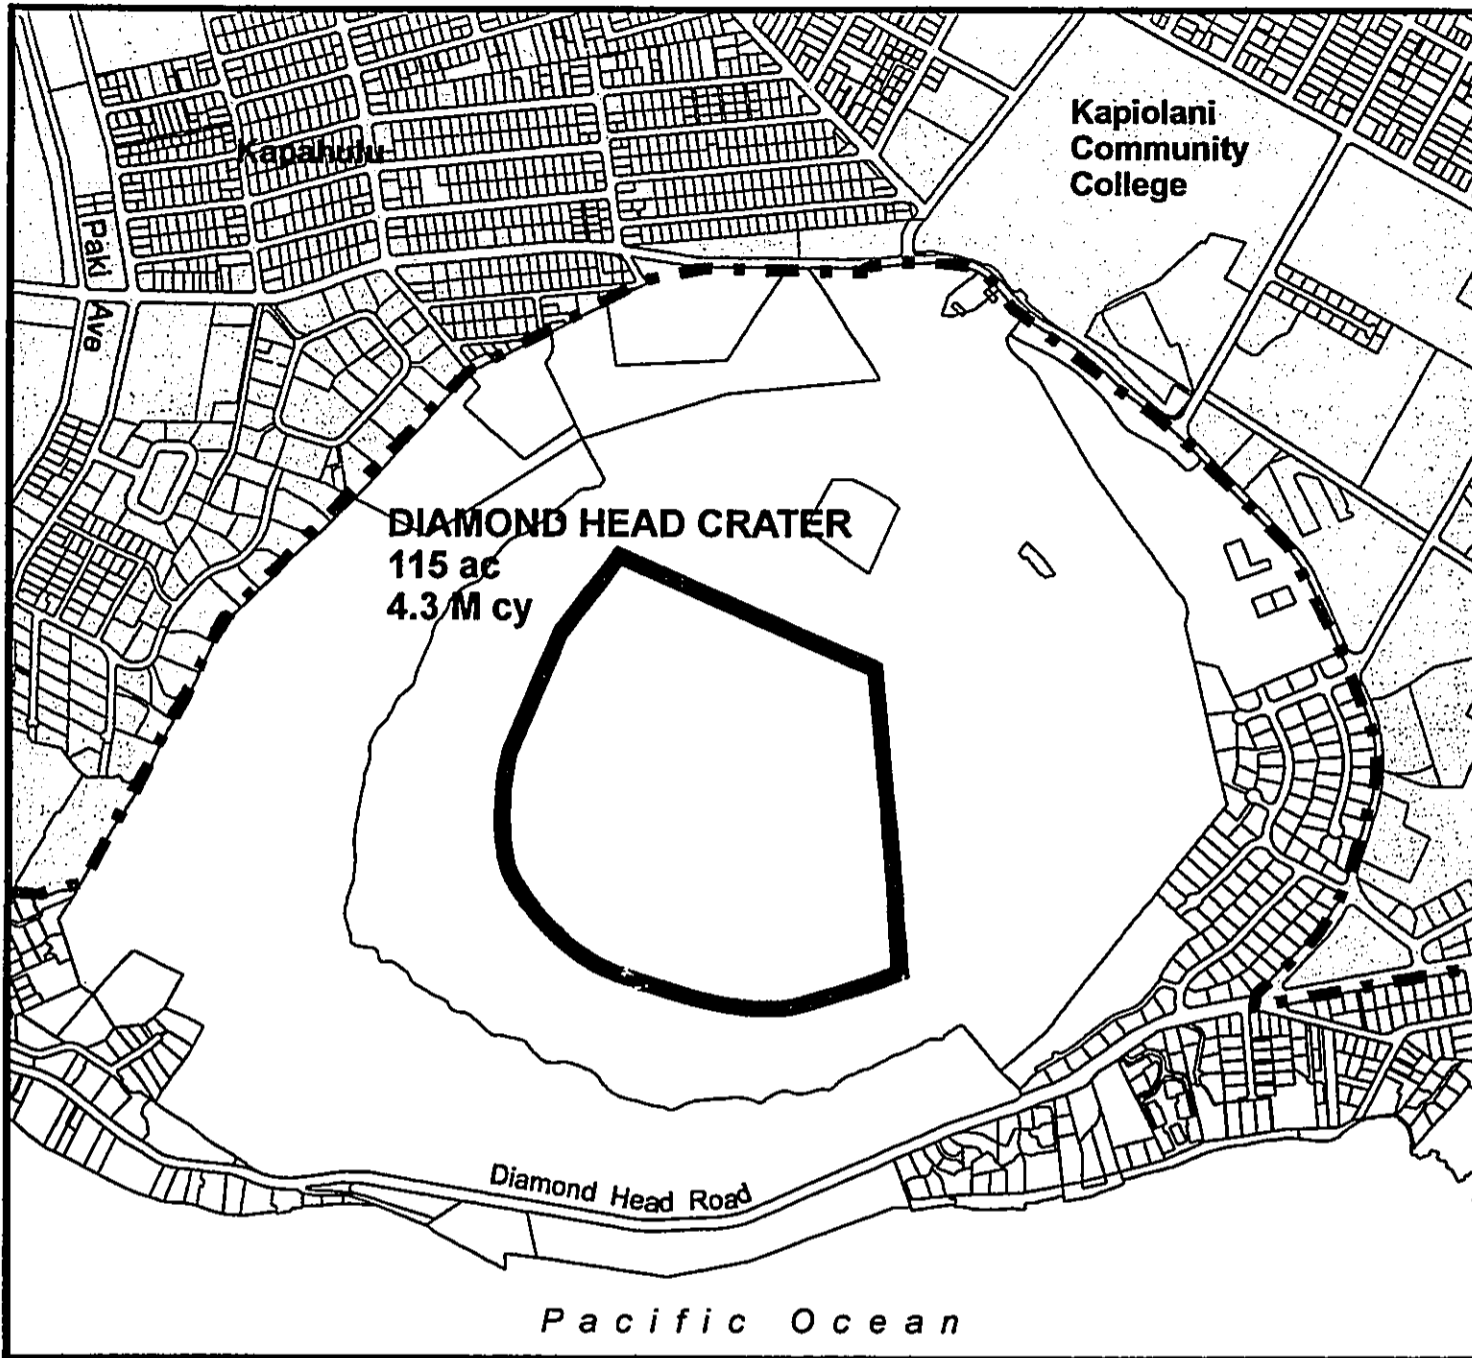 Kapiolani
Community
College
Kapahulu
Paki Ave
DIAMOND HEAD CRATER
115 ac
4.3 M cy
Diamond Head Road
Pacific Ocean